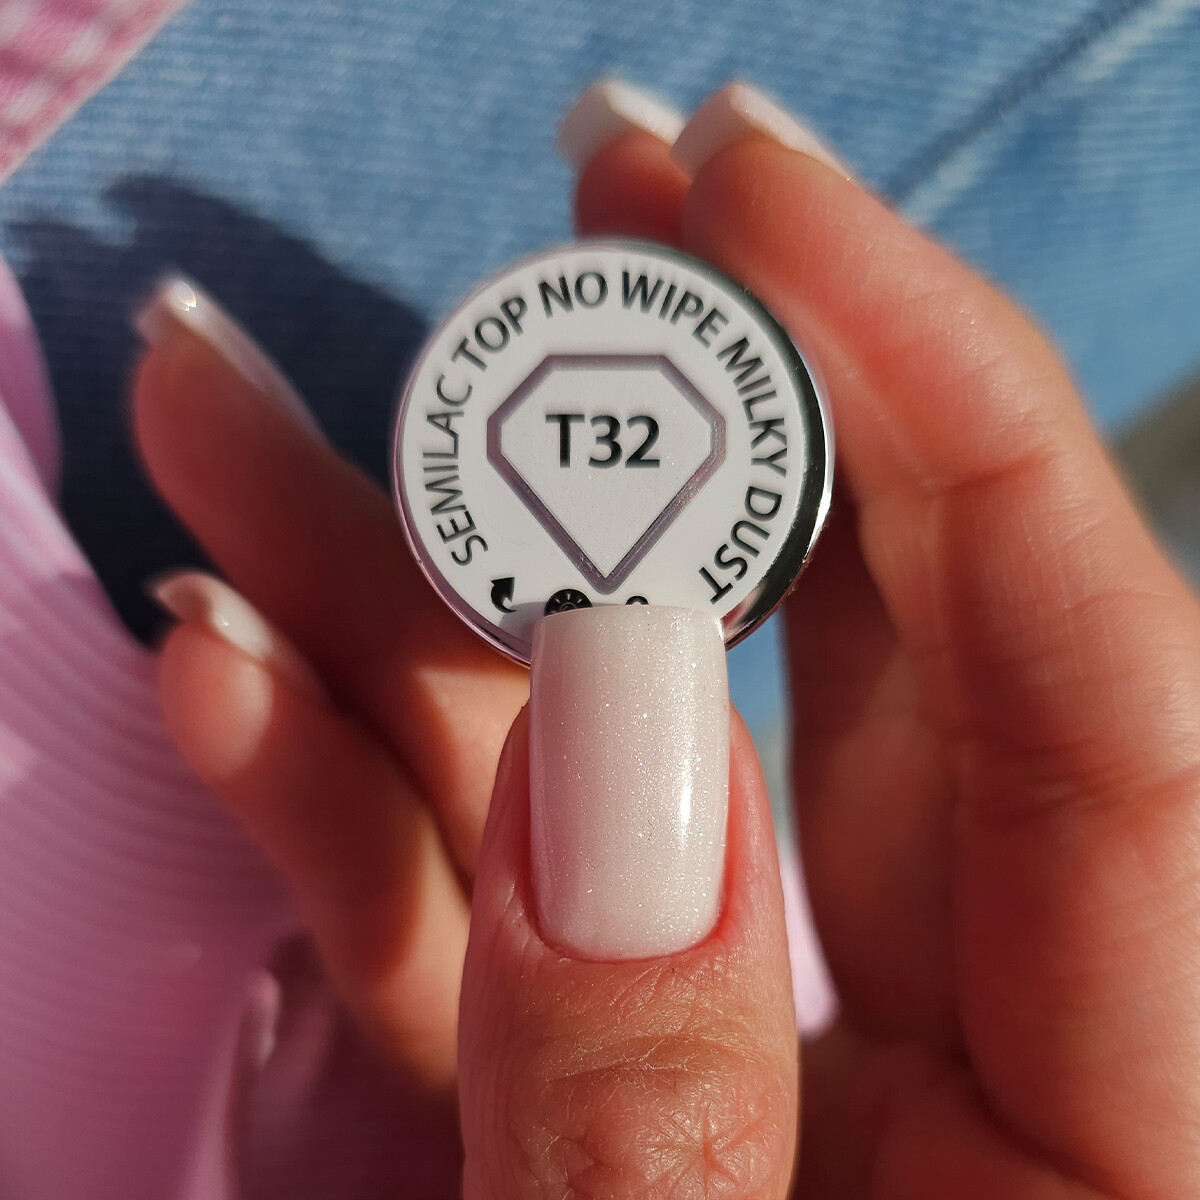 SEMILAC TOP NO WIPE MILKY DUST
T32